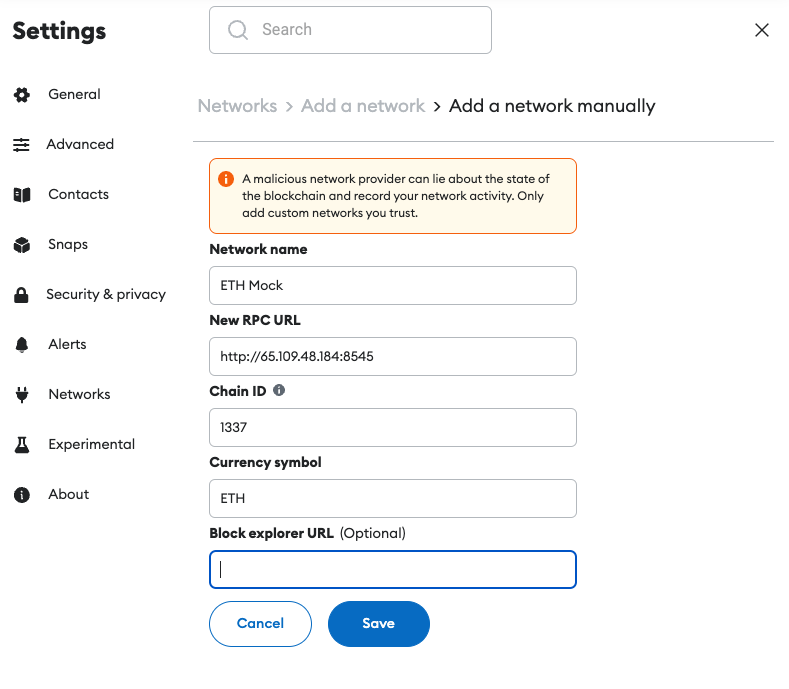 Settings
Search
General
Advanced
Contacts
Snaps
Security & privacy
Alerts
Networks
Experimental
About
Networks > Add a network > Add a network manually
A malicious network provider can lie about the state of
the blockchain and record your network activity. Only
add custom networks you trust.
Network name
ETH Mock
New RPC URL
http://65.109.48.184:8545
Chain ID
1337
Currency symbol
ETH
Block explorer URL (Optional)
Cancel
Save